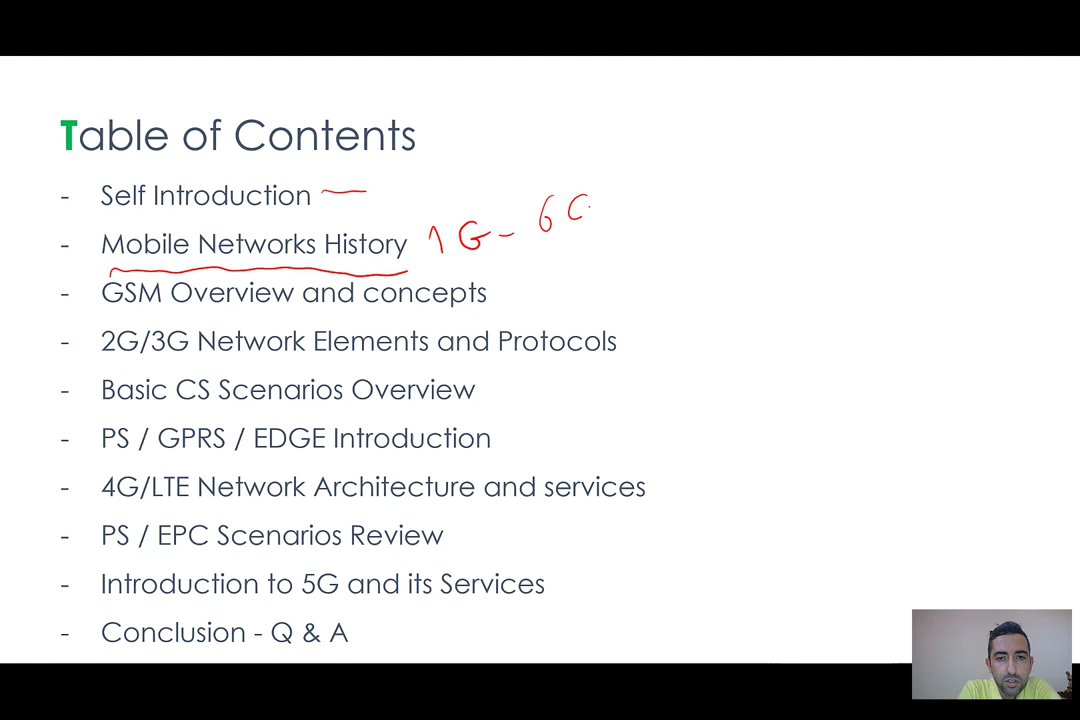 Table of Contents
- Self Introduction
- Mobile Networks History 1G - 6G
- GSM Overview and concepts
- 2G/3G Network Elements and Protocols
- Basic CS Scenarios Overview
- PS / GPRS / EDGE Introduction
- 4G/LTE Network Architecture and services
- PS / EPC Scenarios Review
- Introduction to 5G and its Services
- Conclusion - Q & A